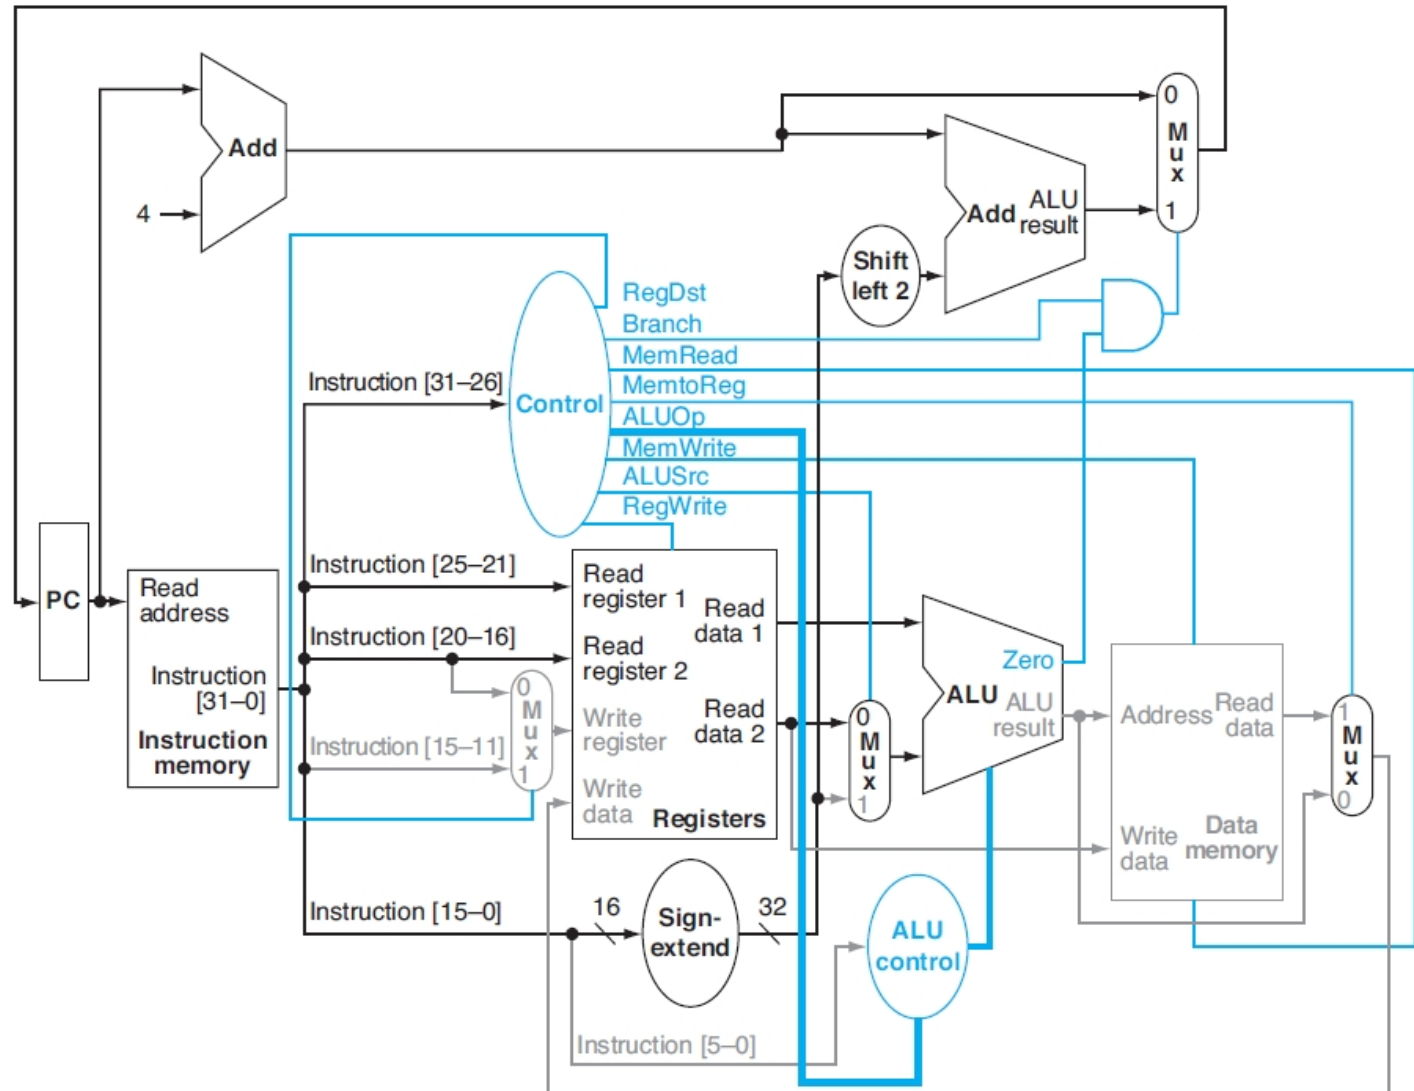 Add
4
0
M
u
x
1
Add
ALU
result
Shift
left 2
RegDst
Branch
MemRead
MemtoReg
ALUOp
MemWrite
ALUSrc
RegWrite
Control
Instruction [31–26]
Instruction [25–21]
Instruction [20–16]
Instruction [15–11]
Instruction [15–0]
Instruction [5–0]
PC
Read
address
Instruction
[31–0]
Instruction
memory
0
M
u
x
1
Read
register 1
Read
register 2
Write
register
Write
data
Read
data 1
Read
data 2
Registers
0
M
u
x
1
Zero
ALU
ALU
result
Address
Read
data
Write
data
Data
memory
1
M
u
x
0
16
Sign-
extend
32
ALU
control